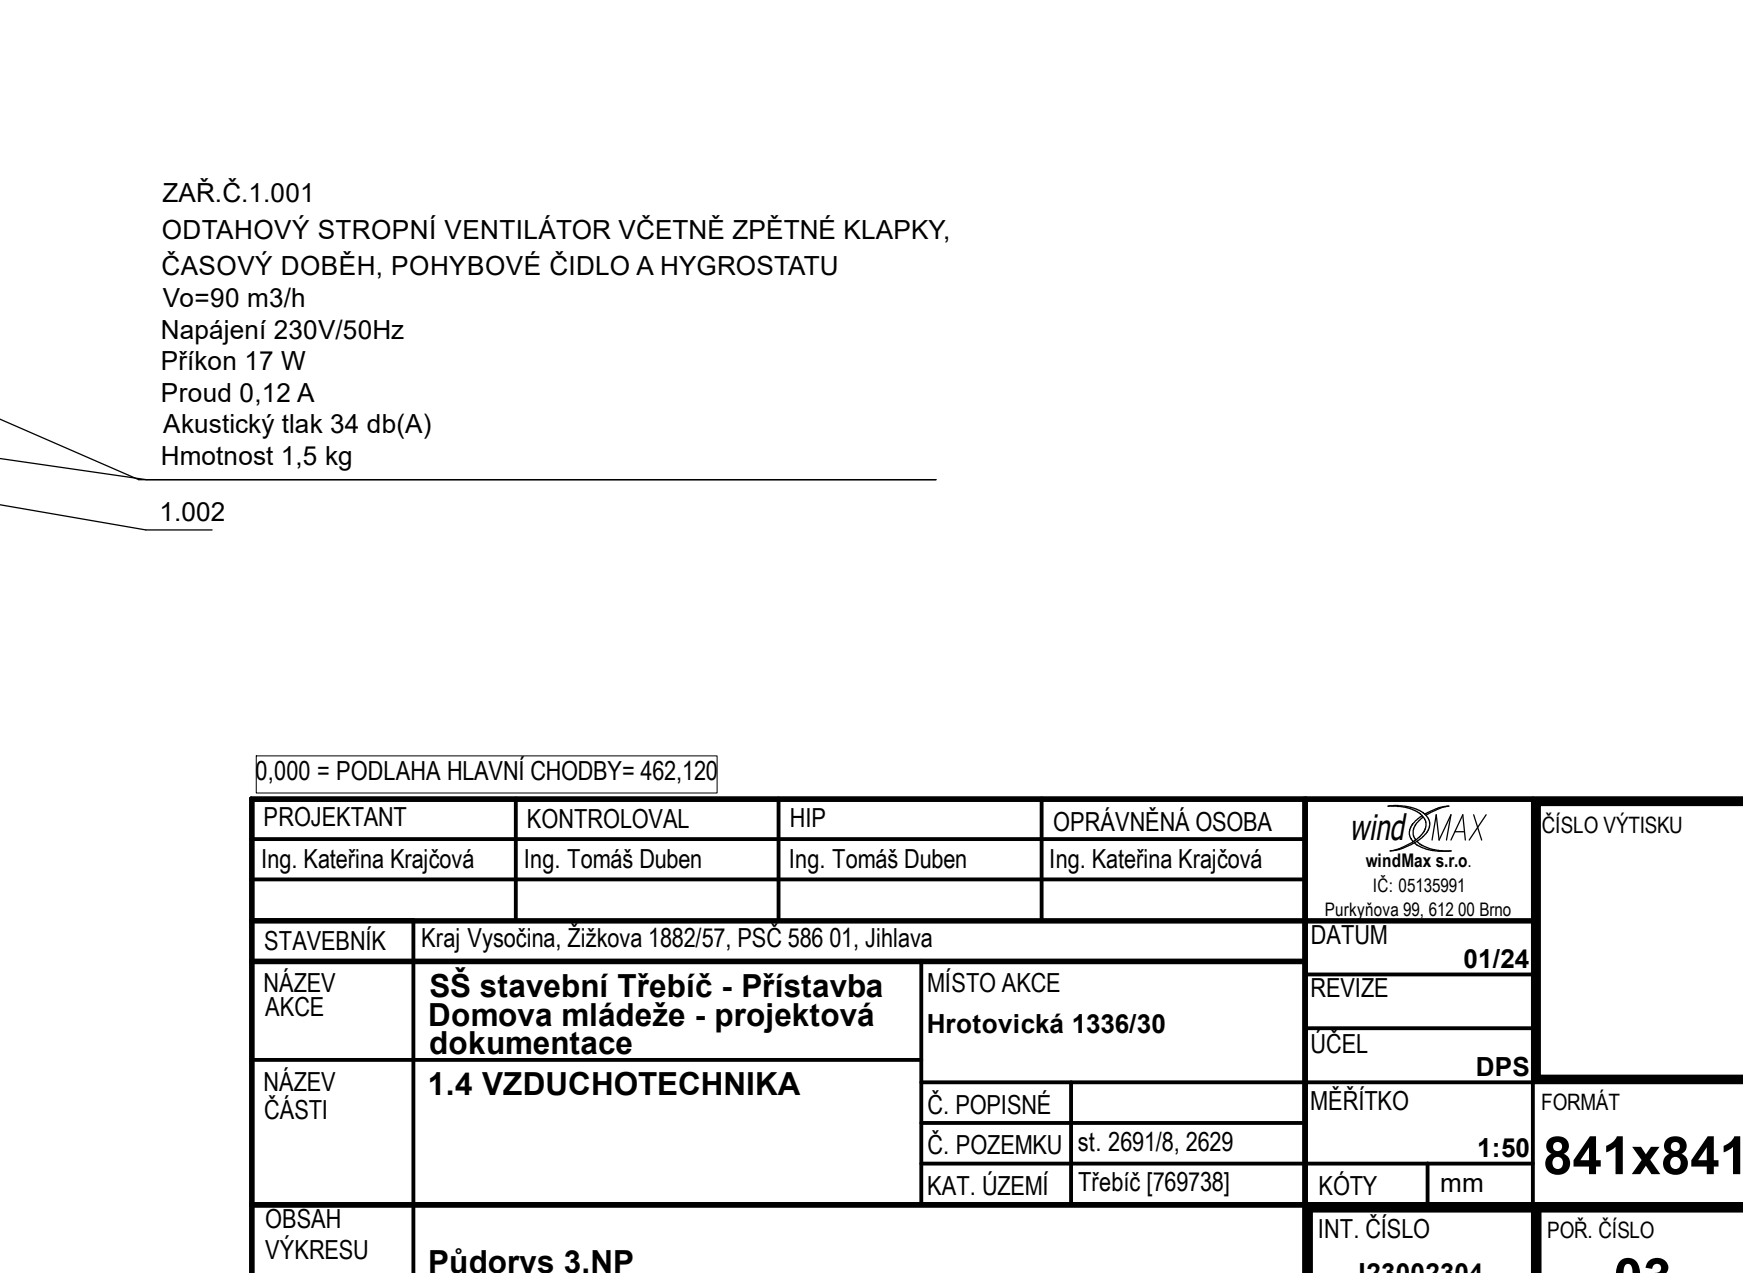 ZAŘ.Č.1.001
ODTAHOVÝ STROPNÍ VENTILÁTOR VČETNĚ ZPĚTNÉ KLAPKY,
ČASOVÝ DOBĚH, POHYBOVÉ ČIDLO A HYGROSTATU
Vo=90 m3/h
Napájení 230V/50Hz
Příkon 17 W
Proud 0,12 A
Akustický tlak 34 db(A)
Hmotnost 1,5 kg
1.002
0,000 = PODLAHA HLAVNÍ CHODBY= 462,120
PROJEKTANT KONTROLOVAL HIP OPRÁVNĚNÁ OSOBA
Ing. Kateřina Krajčová Ing. Tomáš Duben Ing. Tomáš Duben Ing. Kateřina Krajčová
wind MAX
windMax s.r.o.
IČ: 05135991
Purkyňova 99, 612 00 Brno
ČÍSLO VÝTISKU
STAVEBNÍK Kraj Vysočina, Žižkova 1882/57, PSČ 586 01, Jihlava
DATUM
01/24
NÁZEV
AKCE
SŠ stavební Třebíč - Přístavba
Domova mládeže - projektová
dokumentace
MÍSTO AKCE
Hrotovická 1336/30
REVIZE
ÚČEL
DPS
NÁZEV
ČÁSTI
1.4 VZDUCHOTECHNIKA
Č. POPISNÉ
Č. POZEMKU st. 2691/8, 2629
KAT. ÚZEMÍ Třebíč [769738]
MĚŘÍTKO
1:50
KÓTY mm
FORMÁT
841x841
OBSAH
VÝKRESU
Půdorys 3.NP
INT. ČÍSLO
J23002304
POŘ. ČÍSLO
03